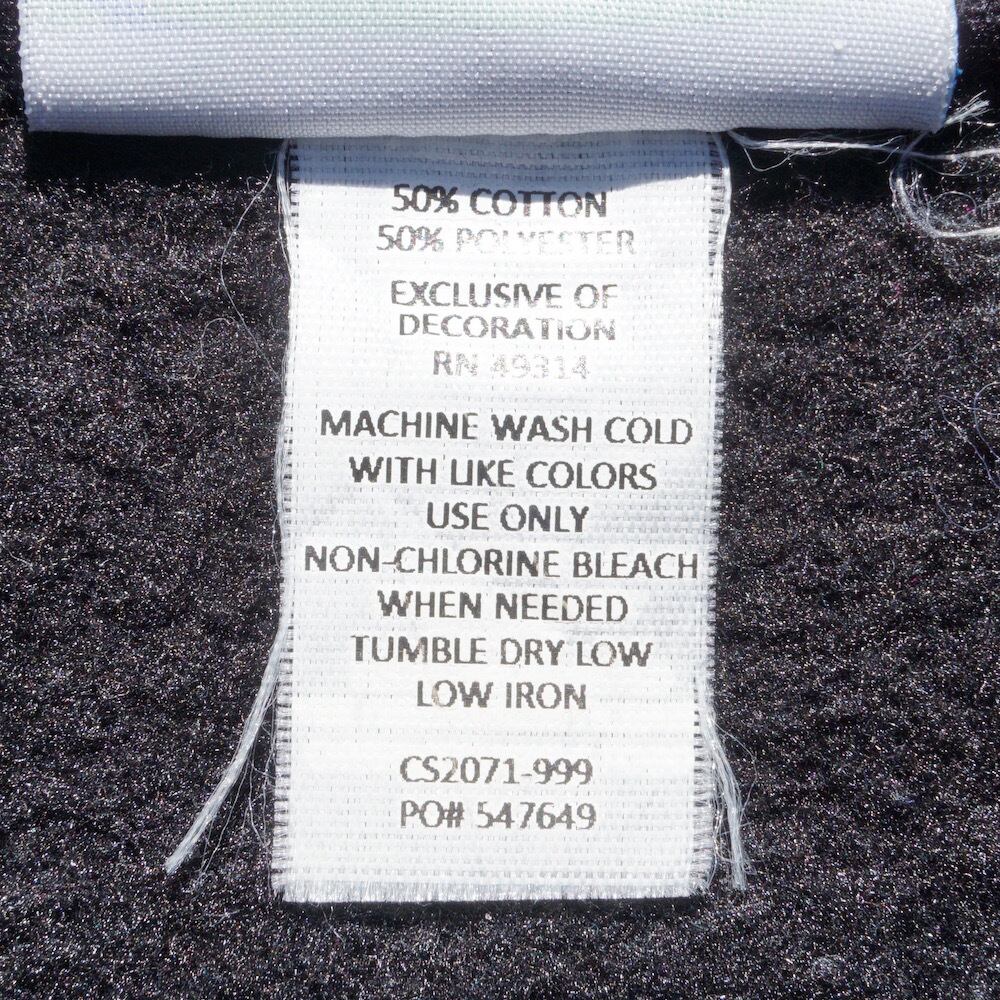 50% COTTON
50% POLYESTER
EXCLUSIVE OF
DECORATION
RN 49314
MACHINE WASH COLD
WITH LIKE COLORS
USE ONLY
NON-CHLORINE BLEACH
WHEN NEEDED
TUMBLE DRY LOW
LOW IRON
CS2071-999
PO# 547649